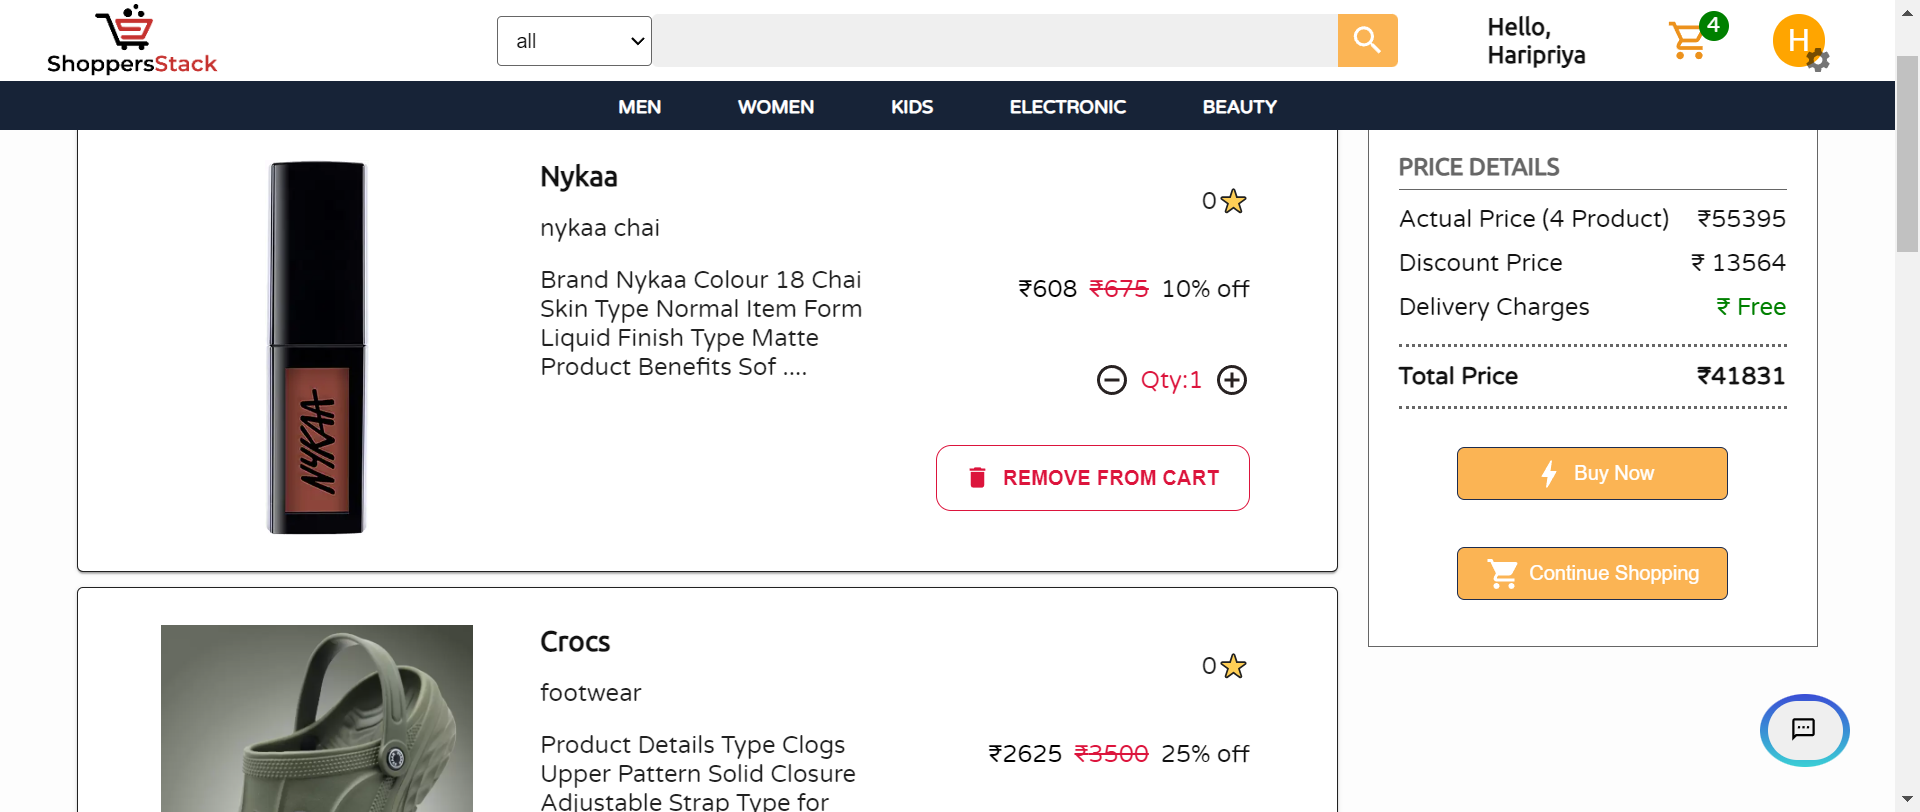 ShoppersStack
all
Hello,
Haripriya
4
H
MEN WOMEN KIDS ELECTRONIC BEAUTY
Nykaa
0
nykaa chai
Brand Nykaa Colour 18 Chai
Skin Type Normal Item Form
Liquid Finish Type Matte
Product Benefits Sof ....
₹608 ₹675 10% off
Qty:1
REMOVE FROM CART
NYKAA
Crocs
0
footwear
Product Details Type Clogs
Upper Pattern Solid Closure
Adjustable Strap Type for
₹2625 ₹3500 25% off
PRICE DETAILS
Actual Price (4 Product) ₹55395
Discount Price ₹ 13564
Delivery Charges ₹ Free
Total Price ₹41831
Buy Now
Continue Shopping